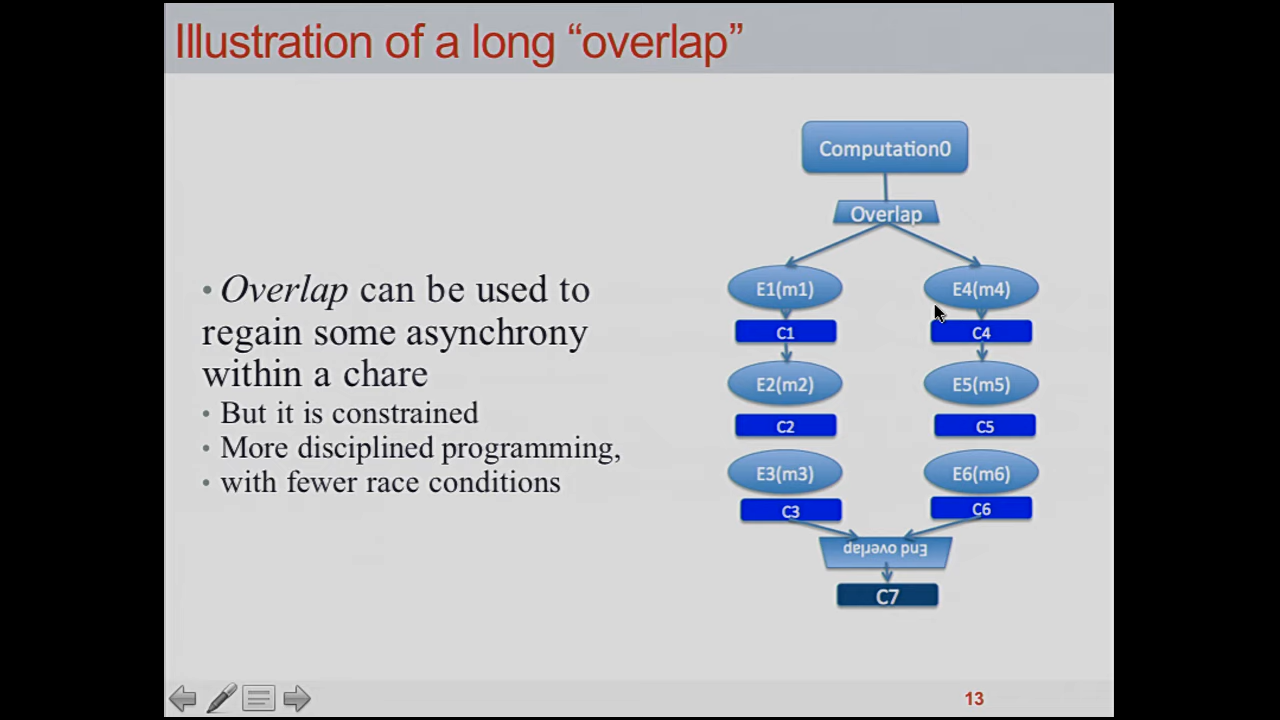 Illustration of a long “overlap”
• Overlap can be used to
regain some asynchrony
within a chare
• But it is constrained
• More disciplined programming,
• with fewer race conditions
Computation0
Overlap
E1(m1)
C1
E2(m2)
C2
E3(m3)
C3
E4(m4)
C4
E5(m5)
C5
E6(m6)
C6
End overlap
C7
13